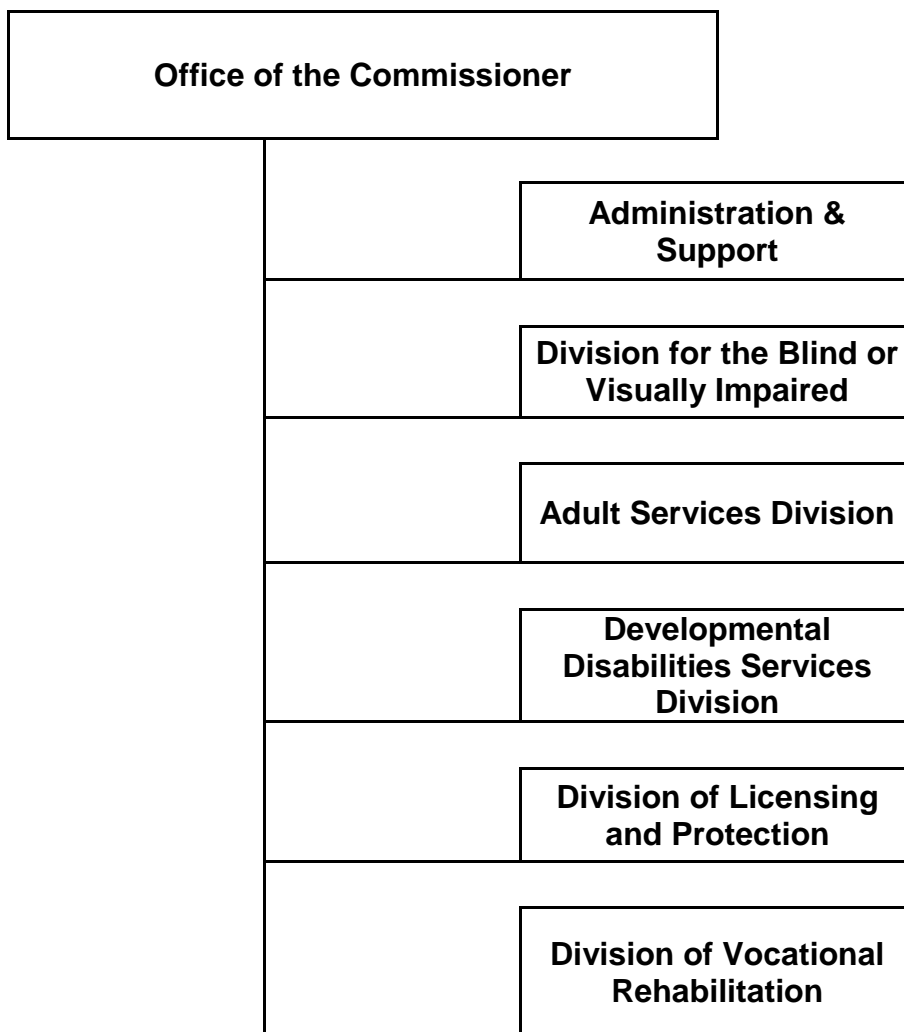 Office of the Commissioner
Administration &
Support
Division for the Blind or
Visually Impaired
Adult Services Division
Developmental
Disabilities Services
Division
Division of Licensing
and Protection
Division of Vocational
Rehabilitation